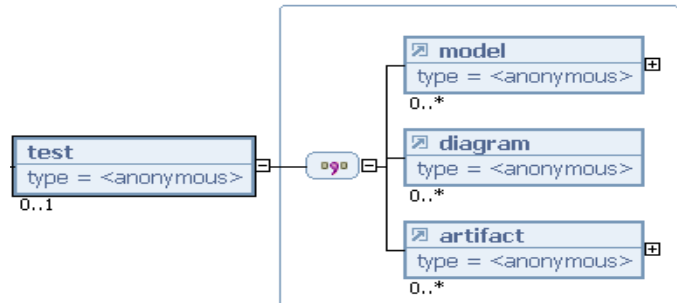 model
type = <anonymous>
0..*
test
type = <anonymous>
0..1
diagram
type = <anonymous>
0..*
artifact
type = <anonymous>
0..*